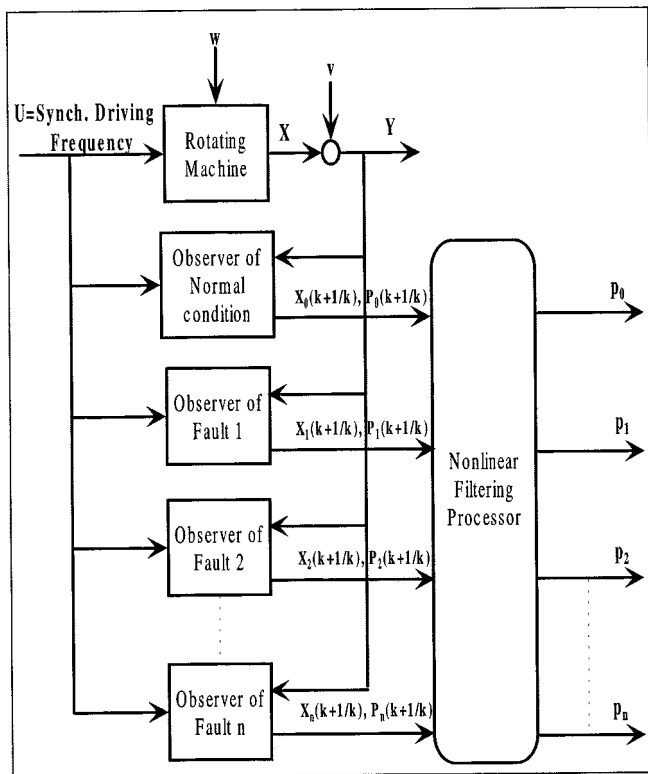 w
v
U=Synch. Driving
Frequency
X
Y
Rotating
Machine
Observer of
Normal
condition
X₀(k+1/k), P₀(k+1/k)
p₀
Observer of
Fault 1
X₁(k+1/k), P₁(k+1/k)
p₁
Nonlinear
Filtering
Processor
Observer of
Fault 2
X₂(k+1/k), P₂(k+1/k)
p₂
Observer of
Fault n
Xₙ(k+1/k), Pₙ(k+1/k)
pₙ